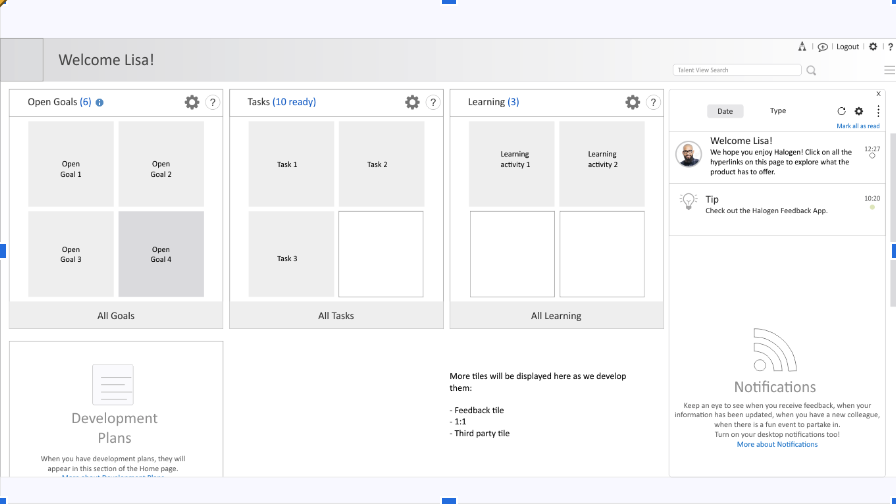 Logout
?
Welcome Lisa!
Talent View Search
Open Goals (6)
?
Tasks (10 ready)
?
Learning (3)
?
Open
Goal 1
Open
Goal 2
Open
Goal 3
Open
Goal 4
All Goals
Task 1
Task 2
Task 3
All Tasks
Learning
activity 1
Learning
activity 2
All Learning
x
Date
Type
Mark all as read
Welcome Lisa!
12:27
We hope you enjoy Halogen! Click on all the
hyperlinks on this page to explore what the
product has to offer.
Tip
10:20
Check out the Halogen Feedback App.
Development
Plans
When you have development plans, they will
appear in this section of the Home page.
More about Development Plans
More tiles will be displayed here as we develop
them:
- Feedback tile
- 1:1
- Third party tile
Notifications
Keep an eye to see when you receive feedback, when your
information has been updated, when you have a new colleague,
when there is a fun event to partake in.
Turn on your desktop notifications too!
More about Notifications